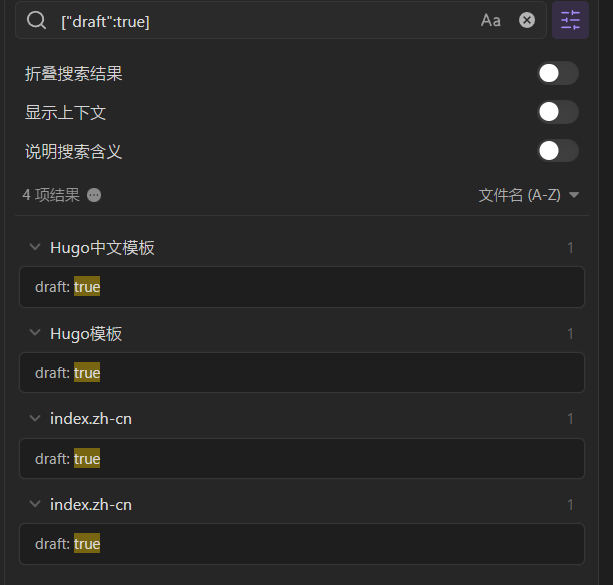 ["draft":true]
Aa
折叠搜索结果
显示上下文
说明搜索含义
4 项结果
文件名 (A-Z)
Hugo中文模板 1
draft: true
Hugo模板 1
draft: true
index.zh-cn 1
draft: true
index.zh-cn 1
draft: true